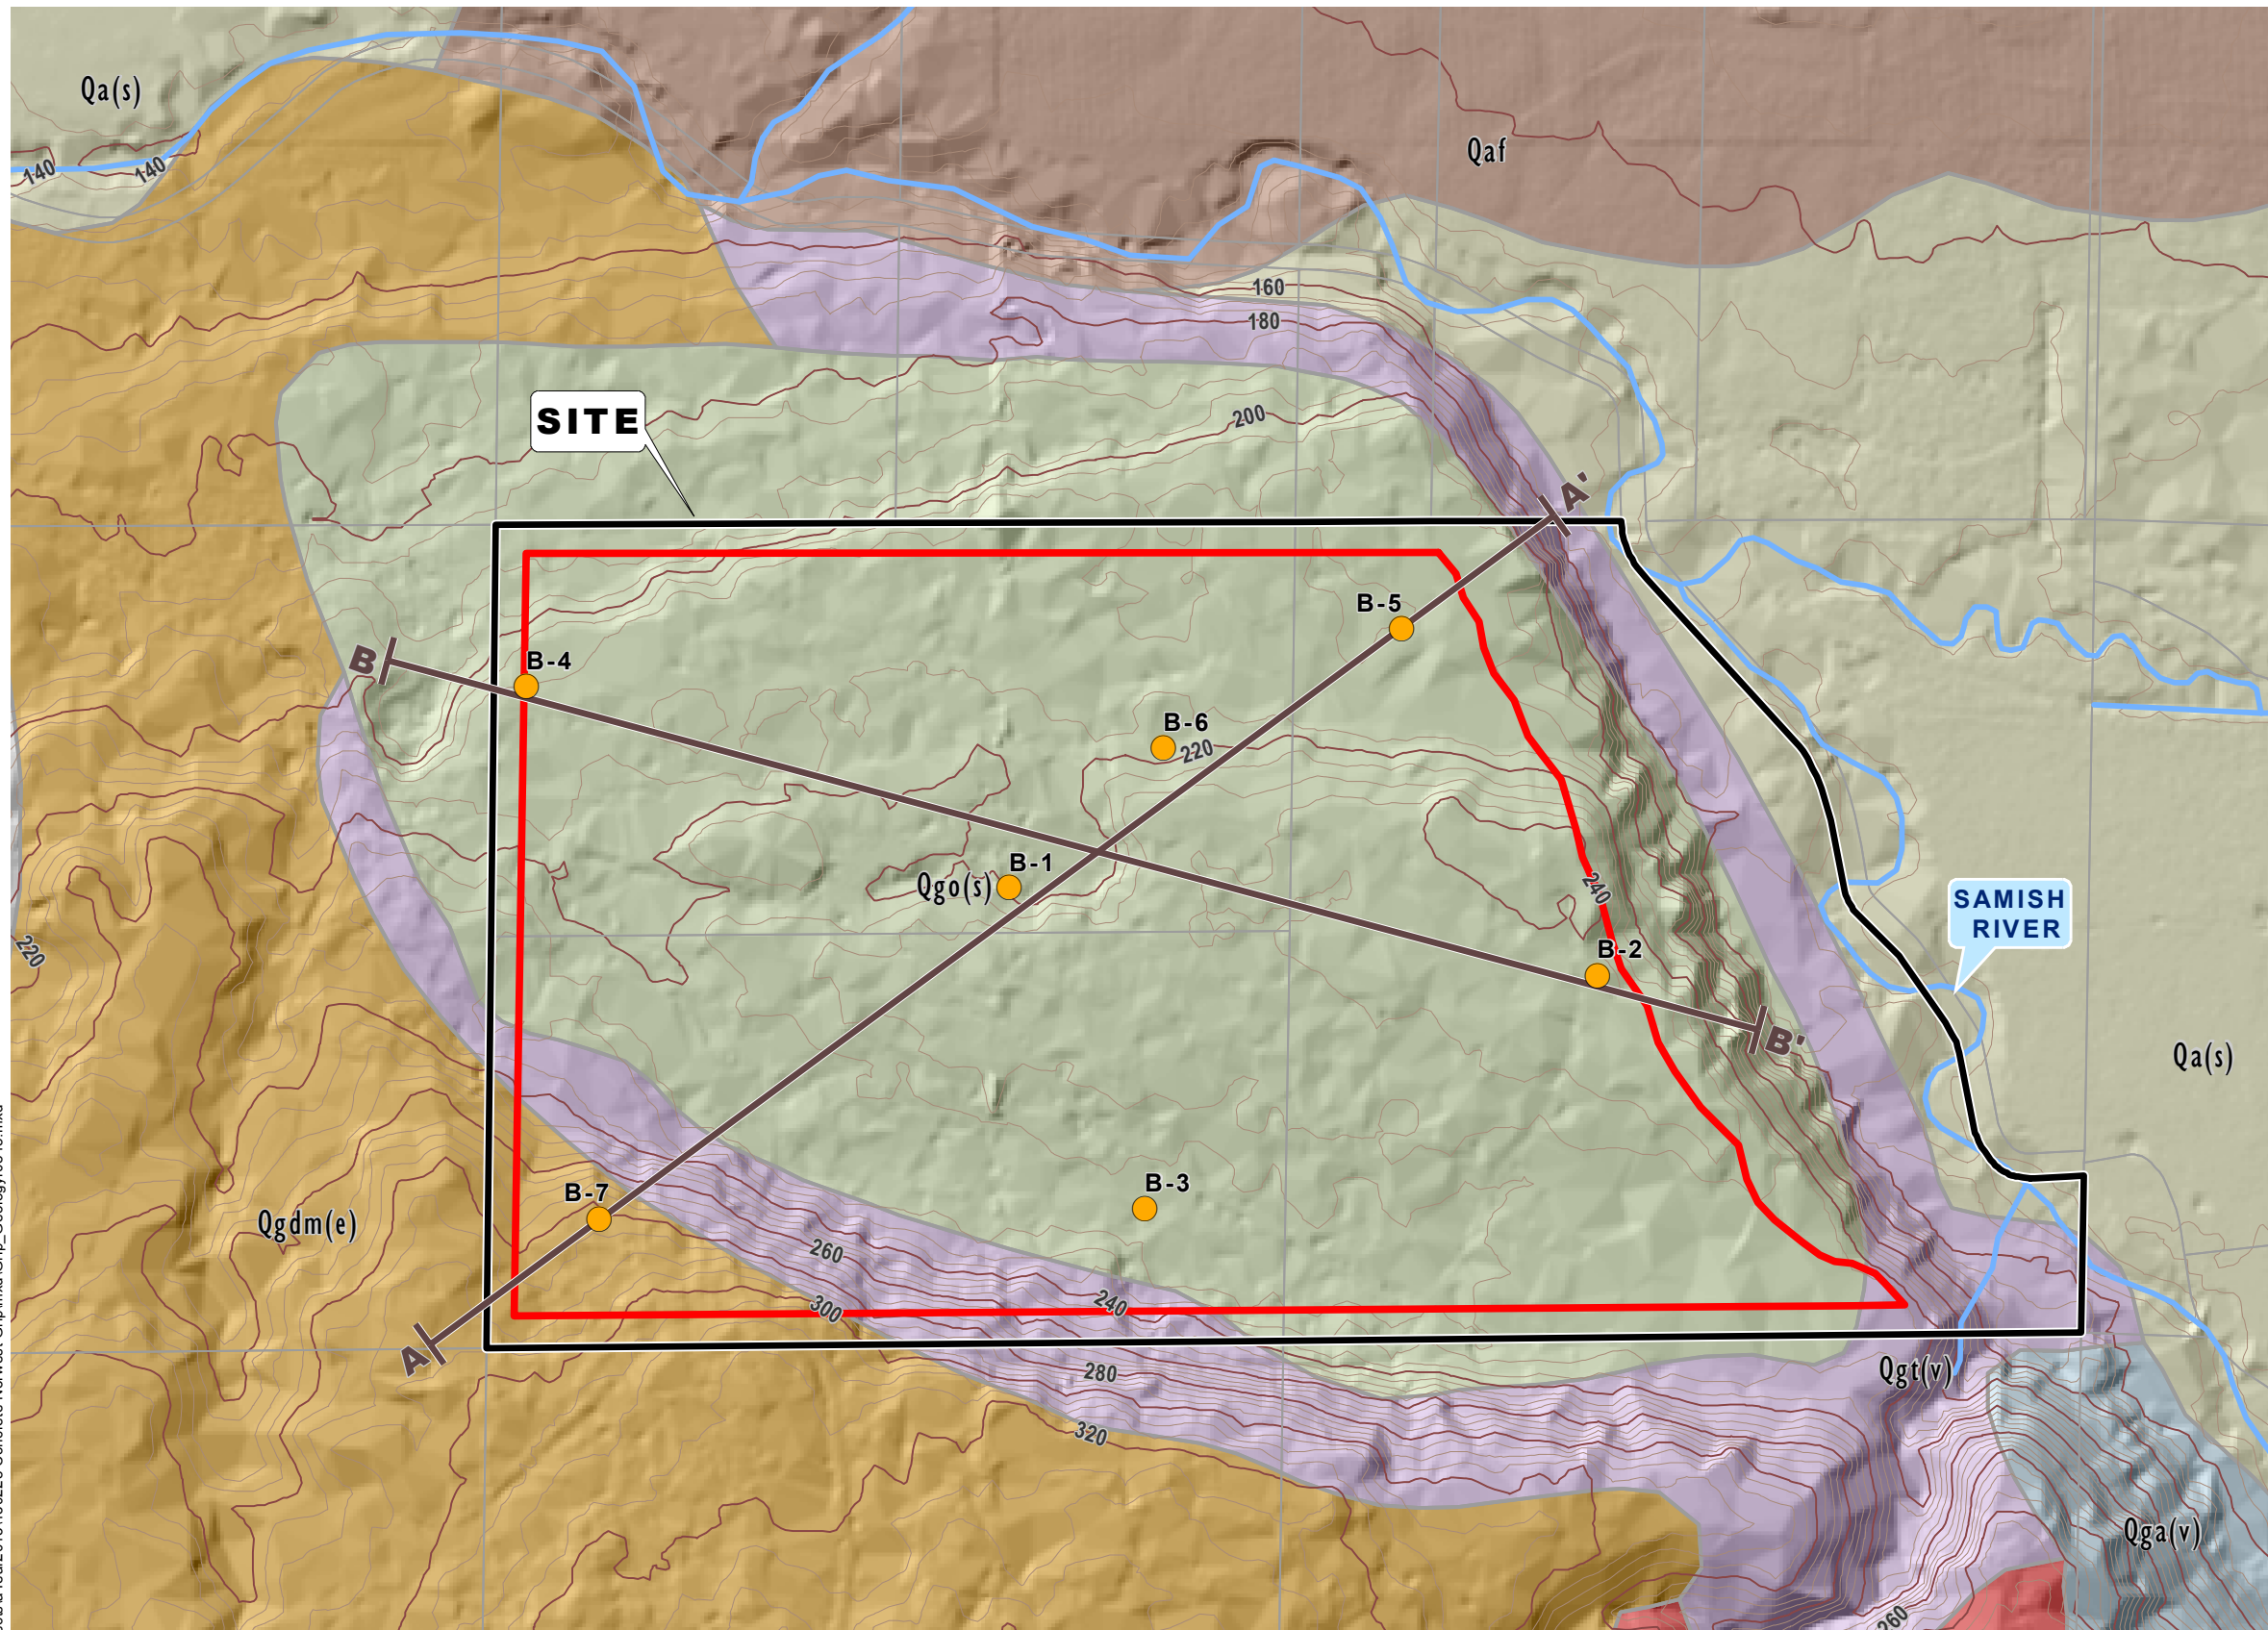 Qa(s)
140
140
Qaf
160
180
200
SITE
A'
B-5
B
B-4
B-6
220
B-1
Qgo(s)
240
SAMISH
RIVER
B-2
220
B'
Qa(s)
B-7
B-3
Qgdm(e)
260
240
300
A
280
Qgt(v)
320
Qga(v)
260